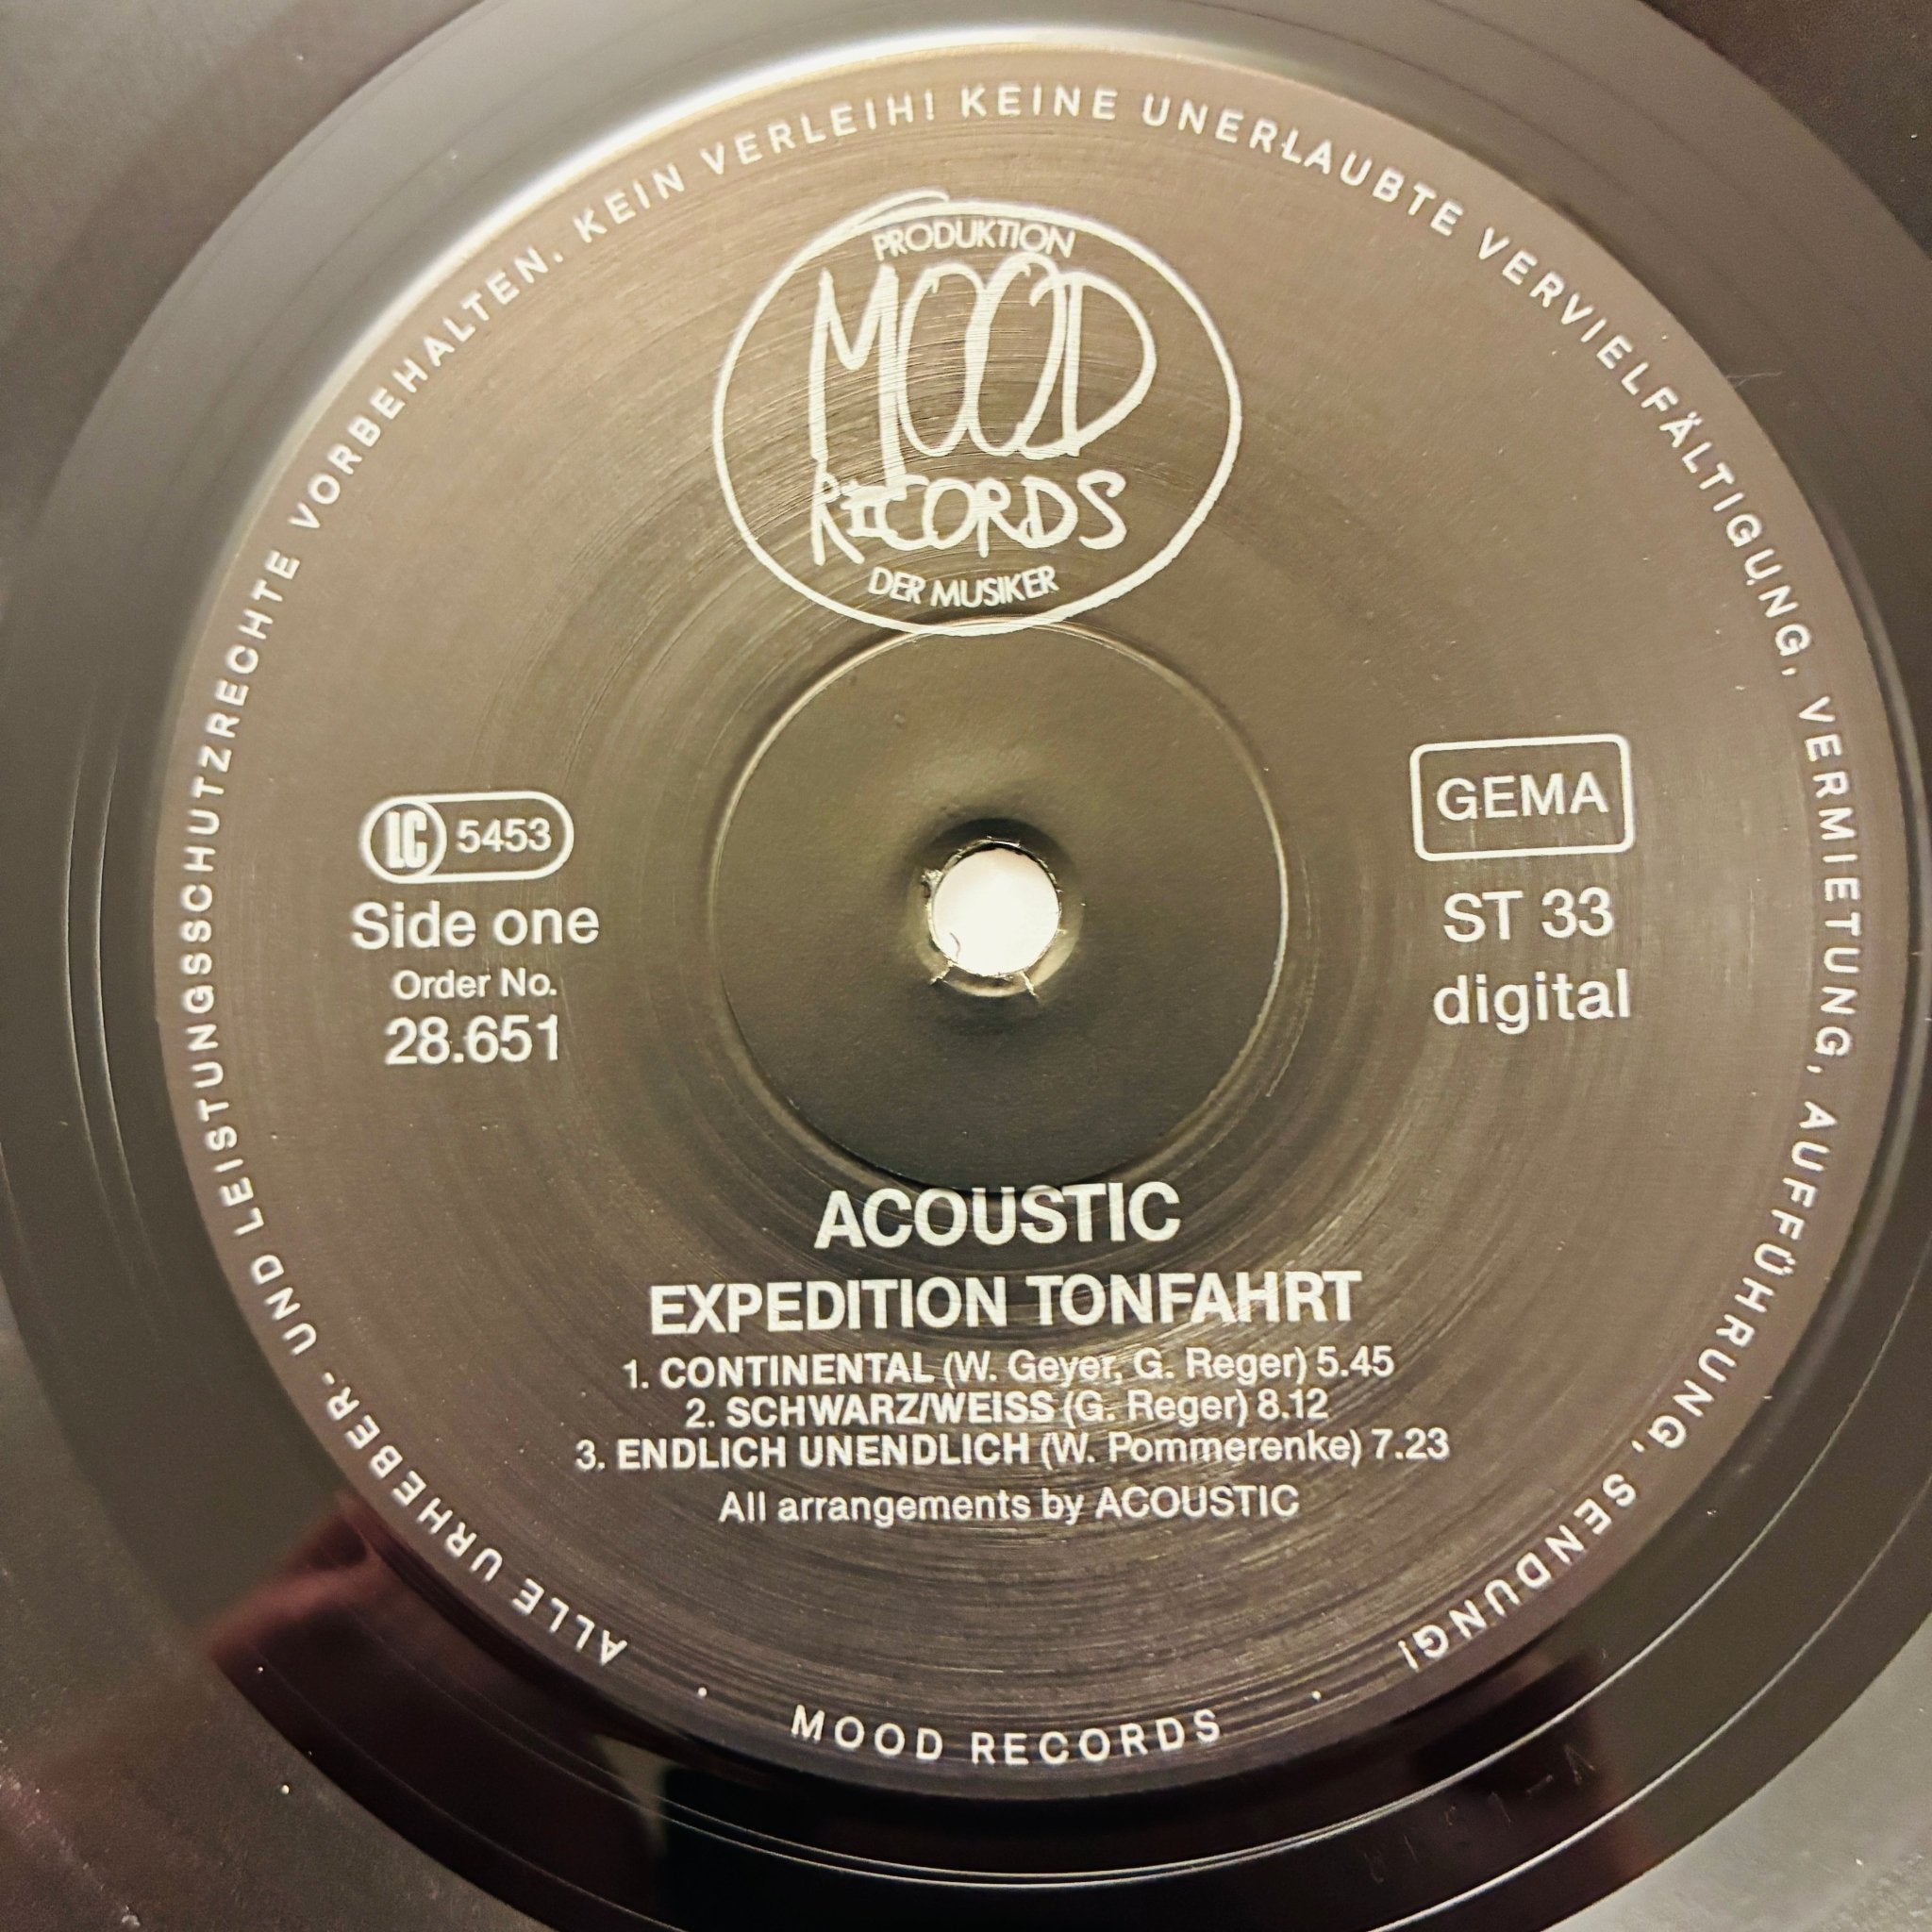 ALLE URHEBER- UND LEISTUNGSSCHUTZRECHTE VORBEHALTEN. KEIN VERLEIH! KEINE UNERLAUBTE VERVIELFÄLTIGUNG, VERMIETUNG, AUFFÜHRUNG, SENDUNG!
PRODUKTION
MOOD
RECORDS
DER MUSIKER
LC 5453
Side one
Order No.
28.651
GEMA
ST 33
digital
ACOUSTIC
EXPEDITION TONFAHRT
1. CONTINENTAL (W. Geyer, G. Reger) 5.45
2. SCHWARZ/WEISS (G. Reger) 8.12
3. ENDLICH UNENDLICH (W. Pommerenke) 7.23
All arrangements by ACOUSTIC
· MOOD RECORDS ·